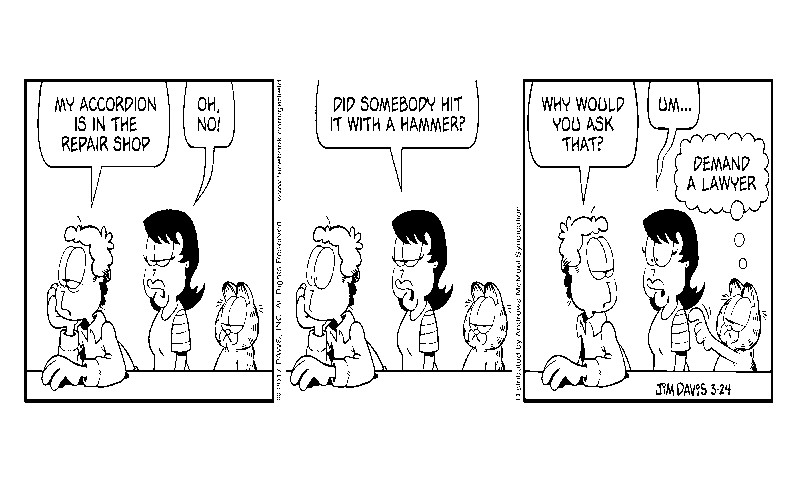 MY ACCORDION
IS IN THE
REPAIR SHOP
OH,
NO!
DID SOMEBODY HIT
IT WITH A HAMMER?
WHY WOULD
YOU ASK
THAT?
UM...
DEMAND
A LAWYER
JIM DAVIS 3-24